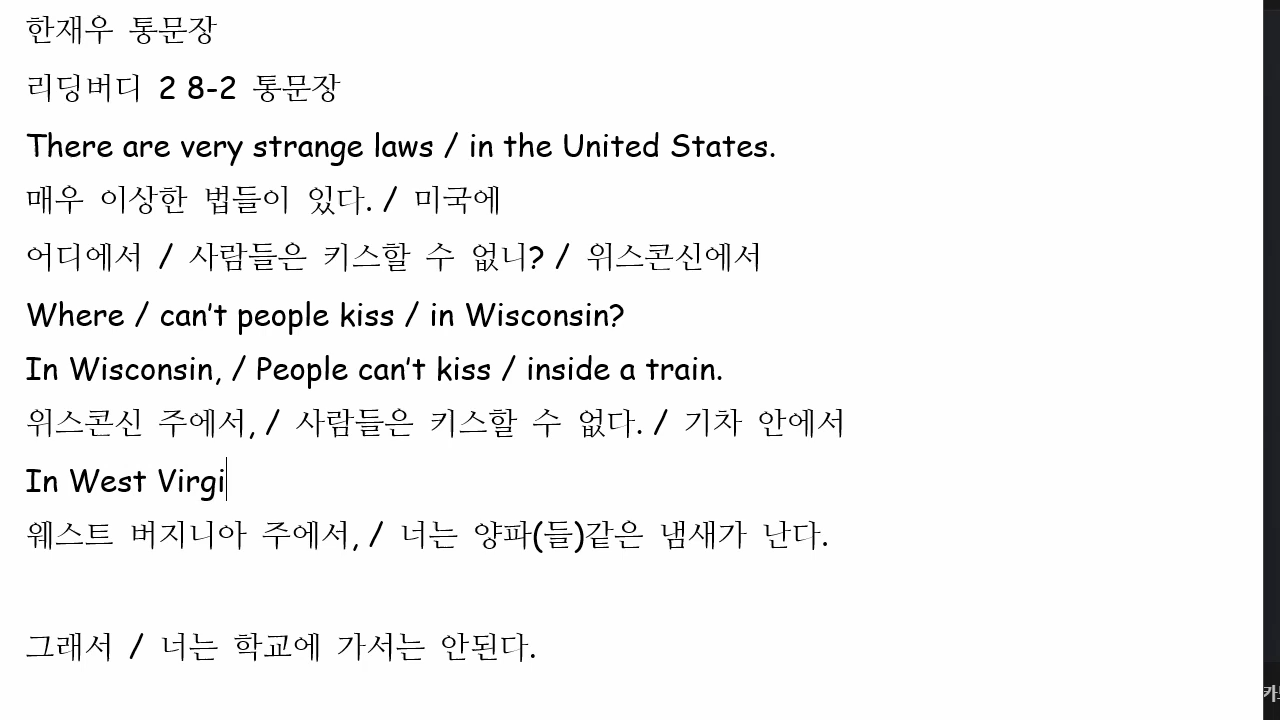 한재우 통문장
리딩버디 2 8-2 통문장
There are very strange laws / in the United States.
매우 이상한 법들이 있다. / 미국에
어디에서 / 사람들은 키스할 수 없니? / 위스콘신에서
Where / can't people kiss / in Wisconsin?
In Wisconsin, / People can't kiss / inside a train.
위스콘신 주에서, / 사람들은 키스할 수 없다. / 기차 안에서
In West Virgi
웨스트 버지니아 주에서, / 너는 양파(들)같은 냄새가 난다.
그래서 / 너는 학교에 가서는 안된다.